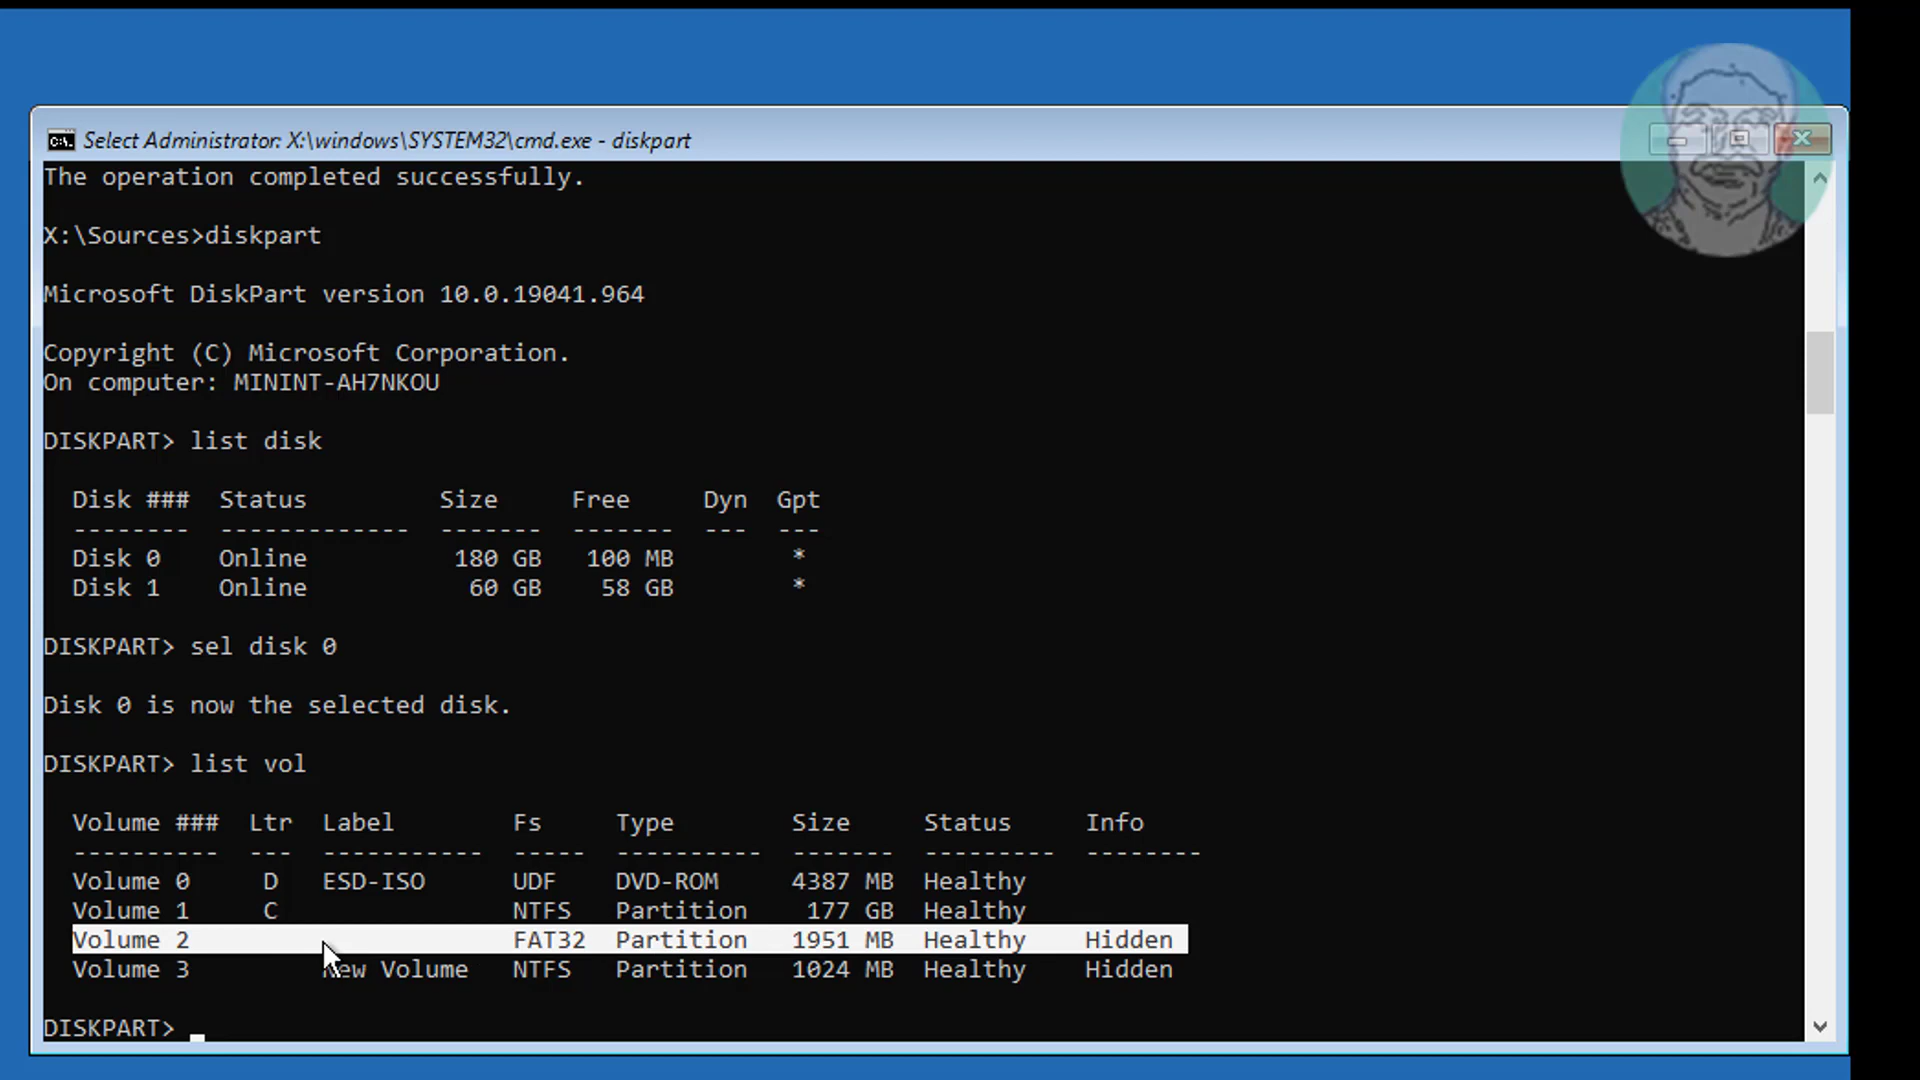 Select Administrator: X:\windows\SYSTEM32\cmd.exe - diskpart
The operation completed successfully.
X:\Sources>diskpart
Microsoft DiskPart version 10.0.19041.964
Copyright (C) Microsoft Corporation.
On computer: MININT-AH7NKOU
DISKPART> list disk
Disk ###  Status         Size     Free     Dyn  Gpt
--------  -------------  -------  -------  ---  ---
Disk 0    Online          180 GB   100 MB        *
Disk 1    Online           60 GB    58 GB        *
DISKPART> sel disk 0
Disk 0 is now the selected disk.
DISKPART> list vol
Volume ###  Ltr  Label        Fs     Type        Size     Status     Info
----------  ---  -----------  -----  ----------  -------  ---------  --------
Volume 0     D   ESD-ISO      UDF    DVD-ROM     4387 MB  Healthy
Volume 1     C                NTFS   Partition    177 GB  Healthy
Volume 2                      FAT32  Partition   1951 MB  Healthy    Hidden
Volume 3         New Volume   NTFS   Partition   1024 MB  Healthy    Hidden
DISKPART>